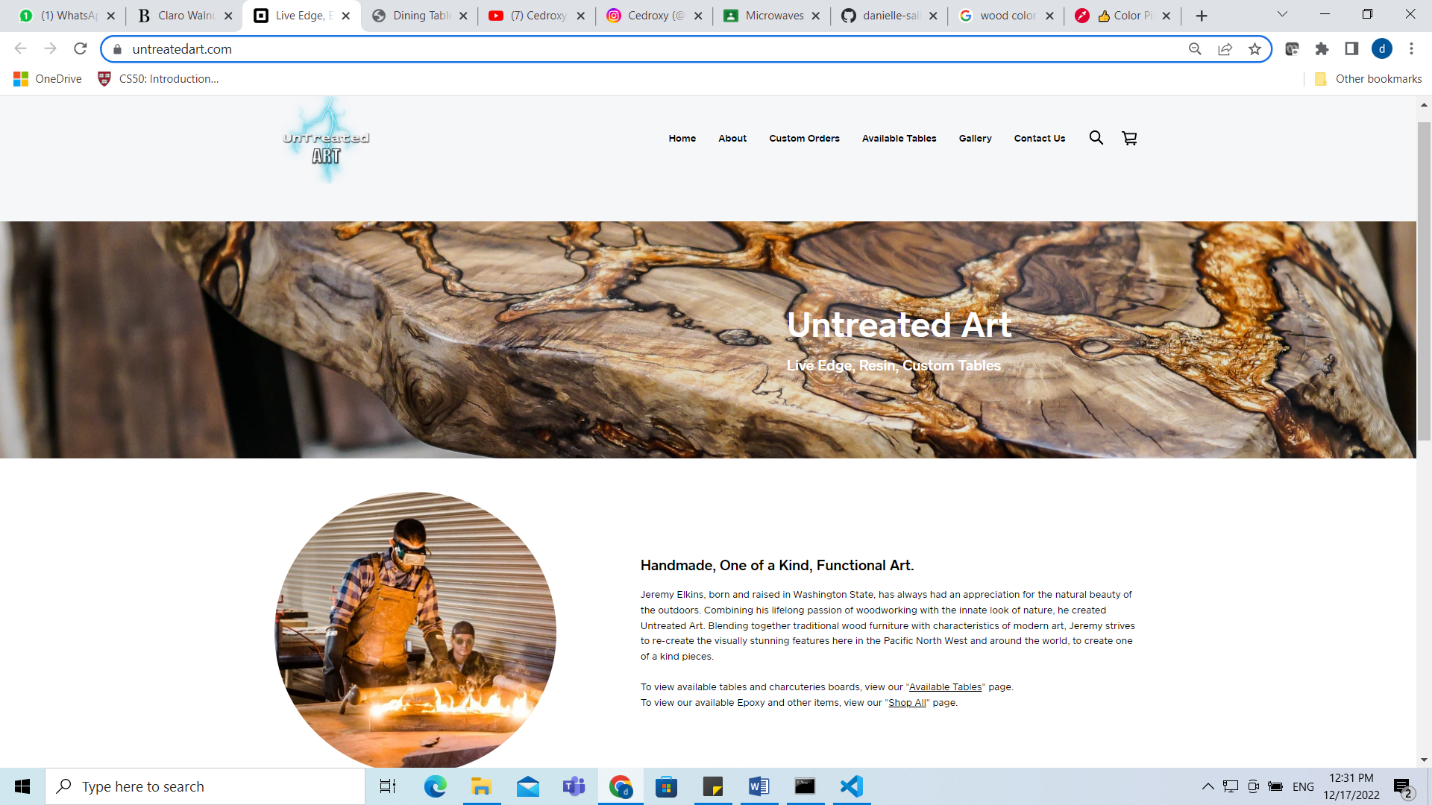 (1) WhatsAp
Claro Waln
Live Edge, E
Dining Tabl
(7) Cedroxy
Cedroxy (@
Microwaves
danielle-sal
wood color
👍 Color Pi
untreatedart.com
d
OneDrive
CS50: Introduction...
Other bookmarks
UnTreated
ART
Home About Custom Orders Available Tables Gallery Contact Us
Untreated Art
Live Edge, Resin, Custom Tables
Handmade, One of a Kind, Functional Art.
Jeremy Elkins, born and raised in Washington State, has always had an appreciation for the natural beauty of
the outdoors. Combining his lifelong passion of woodworking with the innate look of nature, he created
Untreated Art. Blending together traditional wood furniture with characteristics of modern art, Jeremy strives
to re-create the visually stunning features here in the Pacific North West and around the world, to create one
of a kind pieces.
To view available tables and charcuteries boards, view our "Available Tables" page.
To view our available Epoxy and other items, view our "Shop All" page.
Type here to search
ENG
12:31 PM
12/17/2022
2